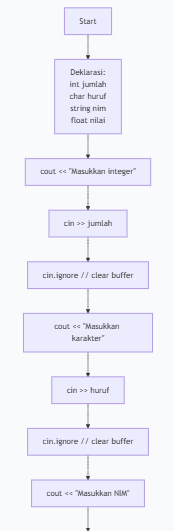 Start
Deklarasi:
int jumlah
char huruf
string nim
float nilai
cout << "Masukkan integer"
cin >> jumlah
cin.ignore // clear buffer
cout << "Masukkan
karakter"
cin >> huruf
cin.ignore // clear buffer
cout << "Masukkan NIM"